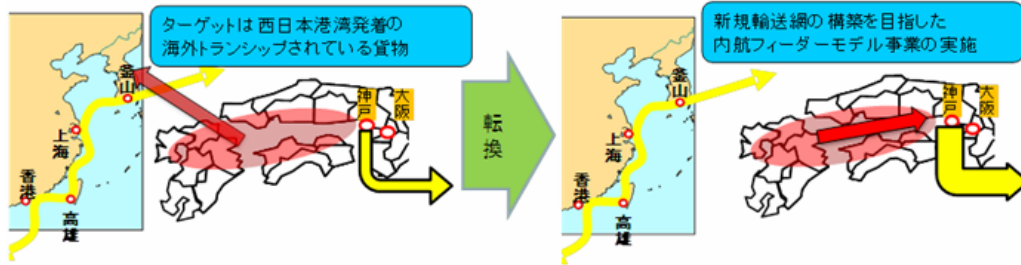 ターゲットは西日本港湾発着の
海外トランシップされている貨物
釜山
上海
香港
高雄
神戸
大阪
転換
新規輸送網の構築を目指した
内航フィーダーモデル事業の実施
釜山
上海
香港
高雄
神戸
大阪